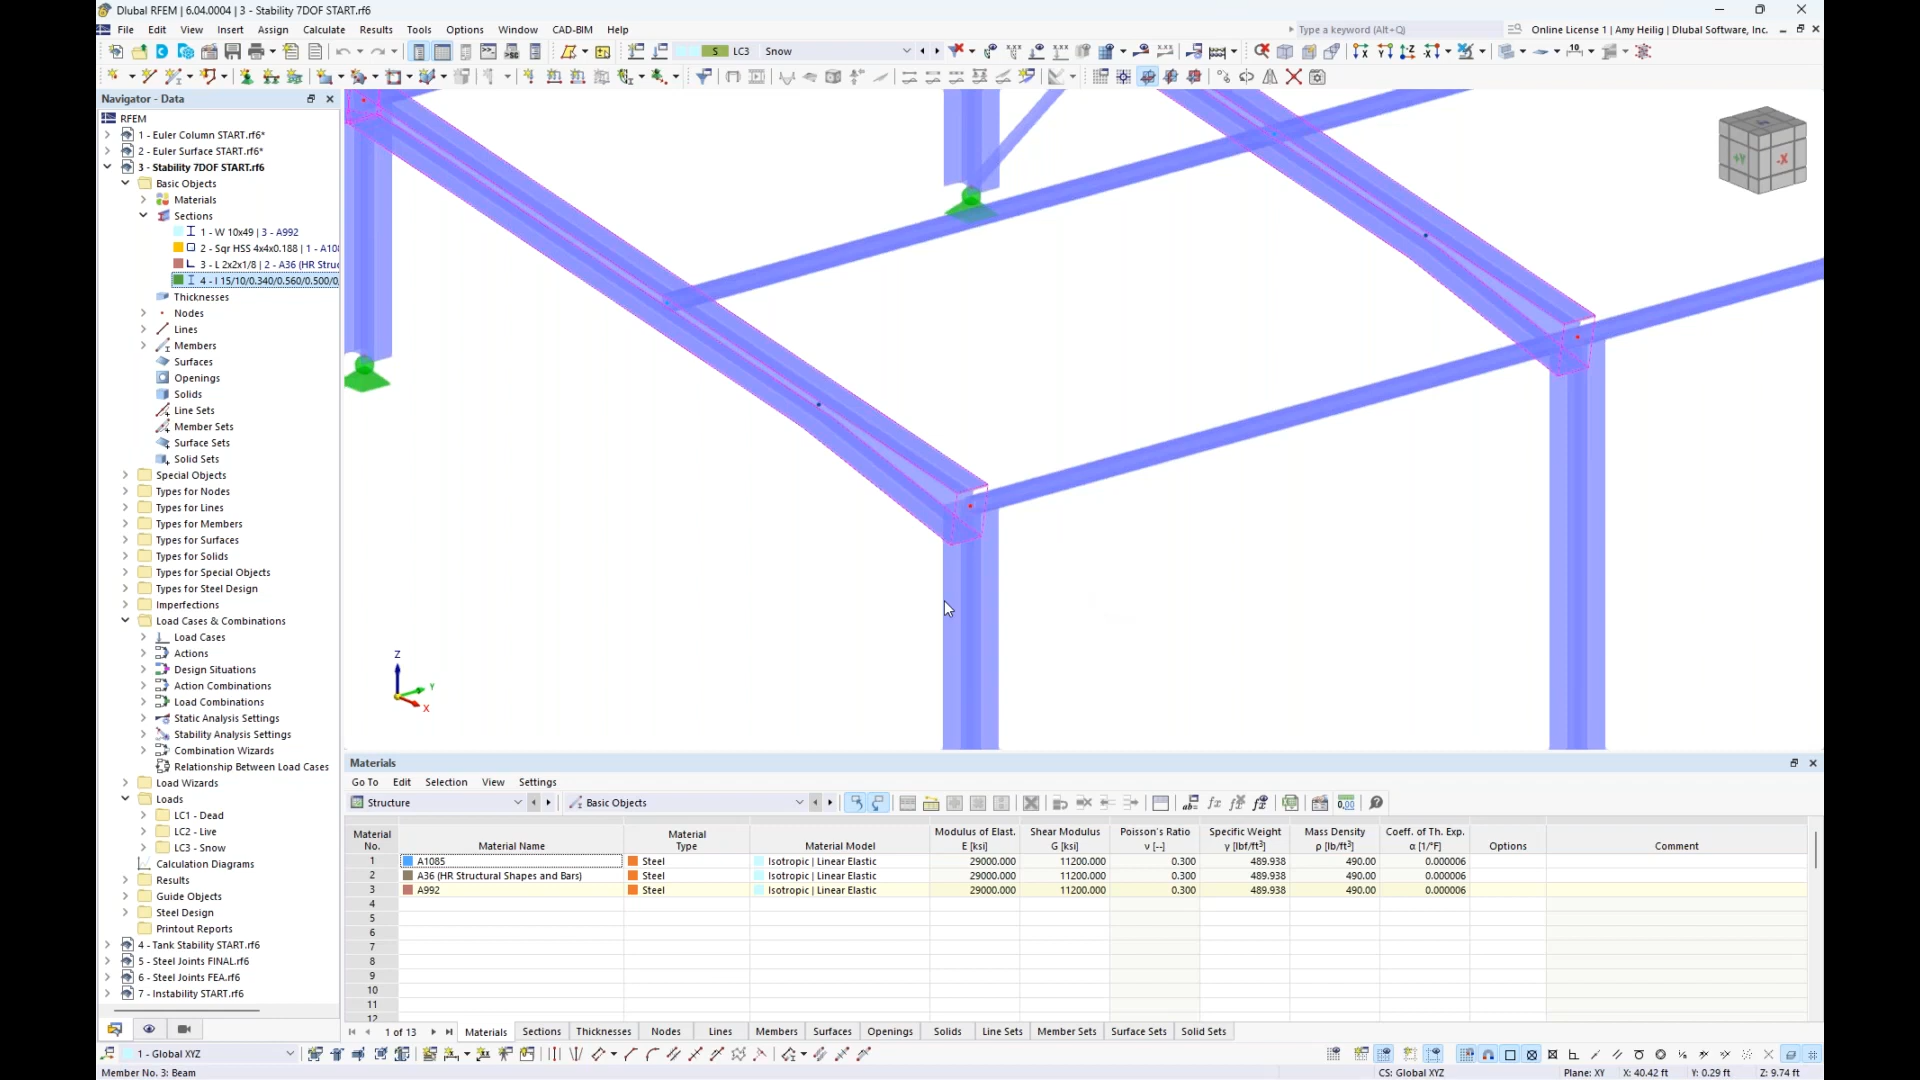 Dlubal RFEM | 6.04.0004 | 3 - Stability 7DOF START.rf6
File Edit View Insert Assign Calculate Results Tools Options Window CAD-BIM Help
Type a keyword (Alt+Q)
Online License 1 | Amy Heilig | Dlubal Software, Inc.
S LC3 Snow
Navigator - Data
RFEM
1 - Euler Column START.rf6*
2 - Euler Surface START.rf6*
3 - Stability 7DOF START.rf6
Basic Objects
Materials
Sections
1 - W 10x49 | 3 - A992
2 - Sqr HSS 4x4x0.188 | 1 - A10
3 - L 2x2x1/8 | 2 - A36 (HR Struc
4 - I 15/10/0.340/0.560/0.500/0.
Thicknesses
Nodes
Lines
Members
Surfaces
Openings
Solids
Line Sets
Member Sets
Surface Sets
Solid Sets
Special Objects
Types for Nodes
Types for Lines
Types for Members
Types for Surfaces
Types for Solids
Types for Special Objects
Types for Steel Design
Imperfections
Load Cases & Combinations
Load Cases
Actions
Design Situations
Action Combinations
Load Combinations
Static Analysis Settings
Stability Analysis Settings
Combination Wizards
Relationship Between Load Cases
Load Wizards
Loads
LC1 - Dead
LC2 - Live
LC3 - Snow
Calculation Diagrams
Results
Guide Objects
Steel Design
Printout Reports
4 - Tank Stability START.rf6
5 - Steel Joints FINAL.rf6
6 - Steel Joints FEA.rf6
7 - Instability START.rf6
+Y -X
Z
Y
X
Materials
Go To Edit Selection View Settings
Structure Basic Objects
Material No. Material Name Material Type Material Model Modulus of Elast. E [ksi] Shear Modulus G [ksi] Poisson's Ratio ν [--] Specific Weight γ [lbf/ft³] Mass Density ρ [lb/ft³] Coeff. of Th. Exp. α [1/°F] Options Comment
1 A1085 Steel Isotropic | Linear Elastic 29000.000 11200.000 0.300 489.938 490.00 0.000006
2 A36 (HR Structural Shapes and Bars) Steel Isotropic | Linear Elastic 29000.000 11200.000 0.300 489.938 490.00 0.000006
3 A992 Steel Isotropic | Linear Elastic 29000.000 11200.000 0.300 489.938 490.00 0.000006
4
5
6
7
8
9
10
11
12
1 of 13 Materials Sections Thicknesses Nodes Lines Members Surfaces Openings Solids Line Sets Member Sets Surface Sets Solid Sets
1 - Global XYZ
Member No. 3: Beam CS: Global XYZ Plane: XY X: 40.42 ft Y: 0.29 ft Z: 9.74 ft